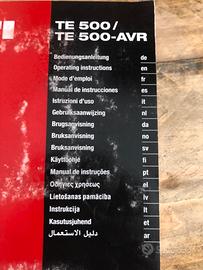 TE 500 /
TE 500-AVR
Bedienungsanleitung de
Operating instructions en
Mode d'emploi fr
Manual de instrucciones es
Istruzioni d'uso it
Gebruiksaanwijzing nl
Brugsanvisning da
Bruksanvisning no
Bruksanvisning sv
Käyttöohje fi
Manual de instruções pt
Οδηγιες χρησεως el
Lietošanas pamācība lv
Instrukcija lt
Kasutusjuhend et
دليل الاستعمال ar